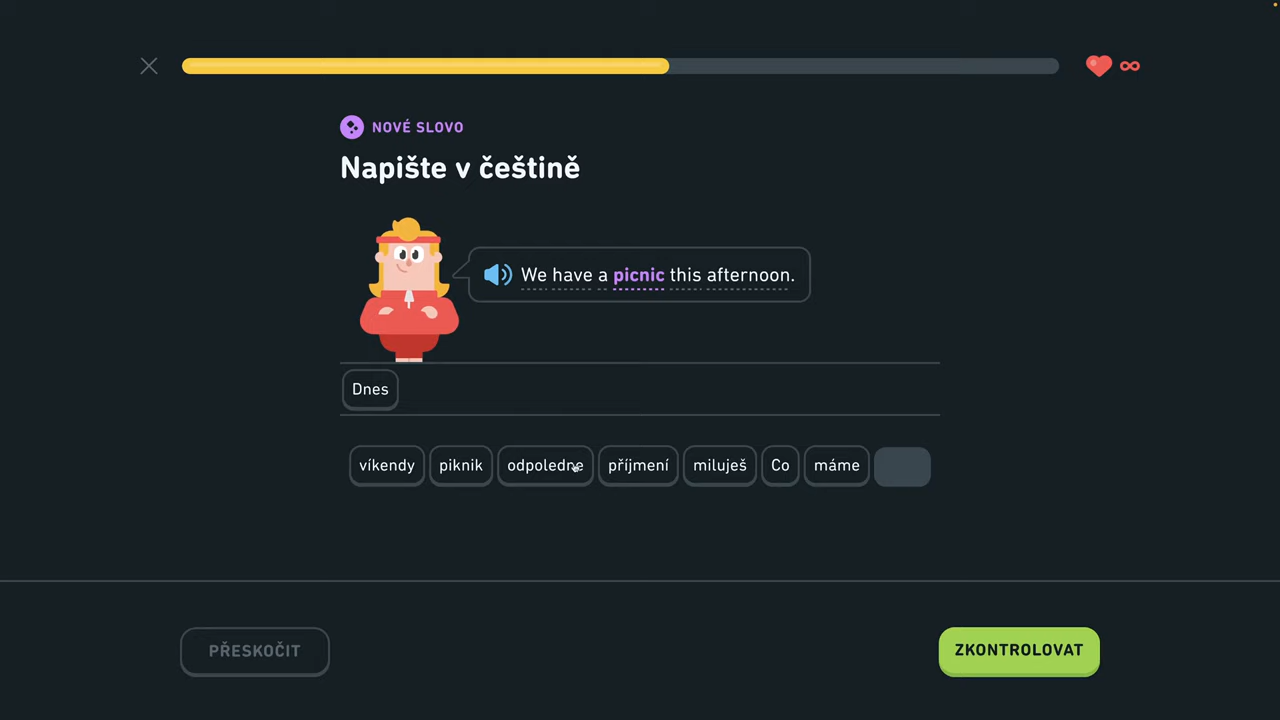 NOVÉ SLOVO
Napište v češtině
We have a picnic this afternoon.
Dnes
víkendy piknik odpoledne příjmení miluješ Co máme
PŘESKOČIT ZKONTROLOVAT